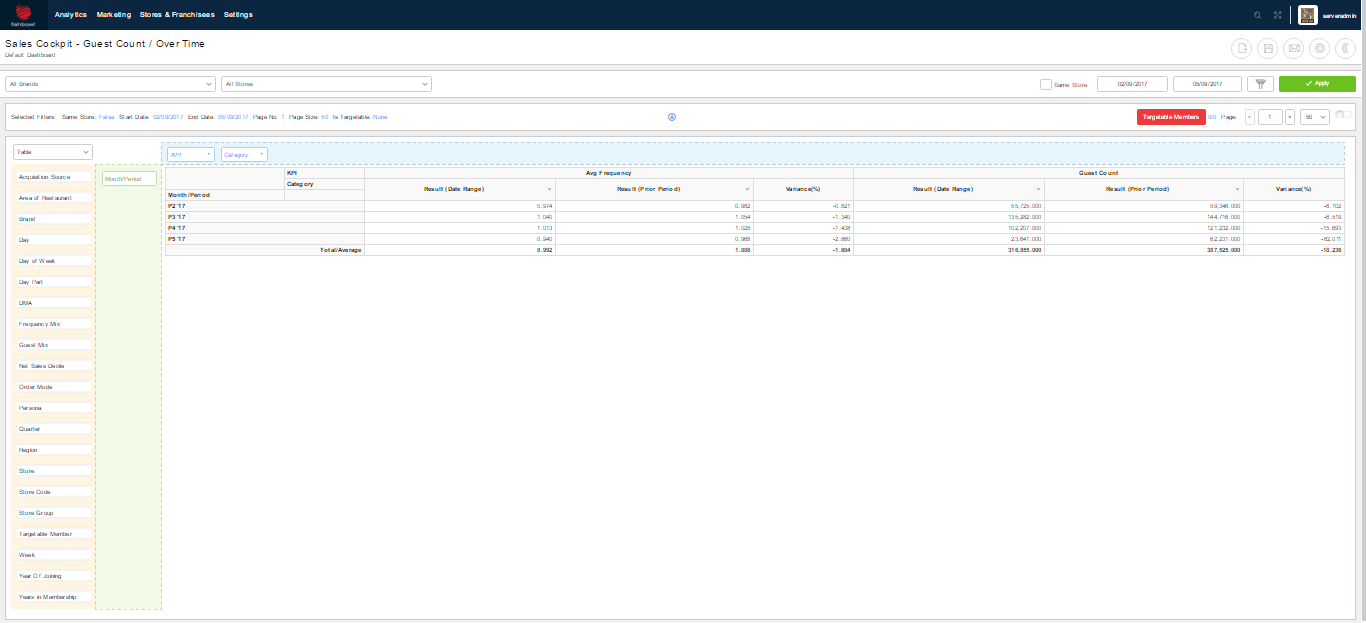 fishbowl
Analytics Marketing Stores & Franchisees Settings serveradmin
Sales Cockpit - Guest Count / Over Time
Default Dashboard
All Brands All Stores Same Store 02/09/2017 05/09/2017 Apply
Selected Filters: Same Store: False Start Date: 02/09/2017 End Date: 05/09/2017 Page No: 1 Page Size: 50 Is Targetable: None Targetable Members 0/0 Page: < 1 > 50
Table KPI Category
Month/Period
KPI Avg Frequency Guest Count
Category Result (Date Range) Result (Prior Period) Variance(%) Result (Date Range) Result (Prior Period) Variance(%)
Month/Period
P2 '17 0.974 0.982 -0.821 55,725.000 59,346.000 -6.102
P3 '17 1.040 1.054 -1.340 135,282.000 144,716.000 -6.519
P4 '17 1.013 1.028 -1.438 102,207.000 121,232.000 -15.693
P5 '17 0.940 0.968 -2.860 23,641.000 62,231.000 -62.011
Total/Average 0.992 1.008 -1.604 316,855.000 387,525.000 -18.236
Acquisition Source
Area of Restaurant
Brand
Day
Day of Week
Day Part
DMA
Frequency Mix
Guest Mix
Net Sales Decile
Order Mode
Persona
Quarter
Region
Store
Store Code
Store Group
Targetable Member
Week
Year Of Joining
Years in Membership